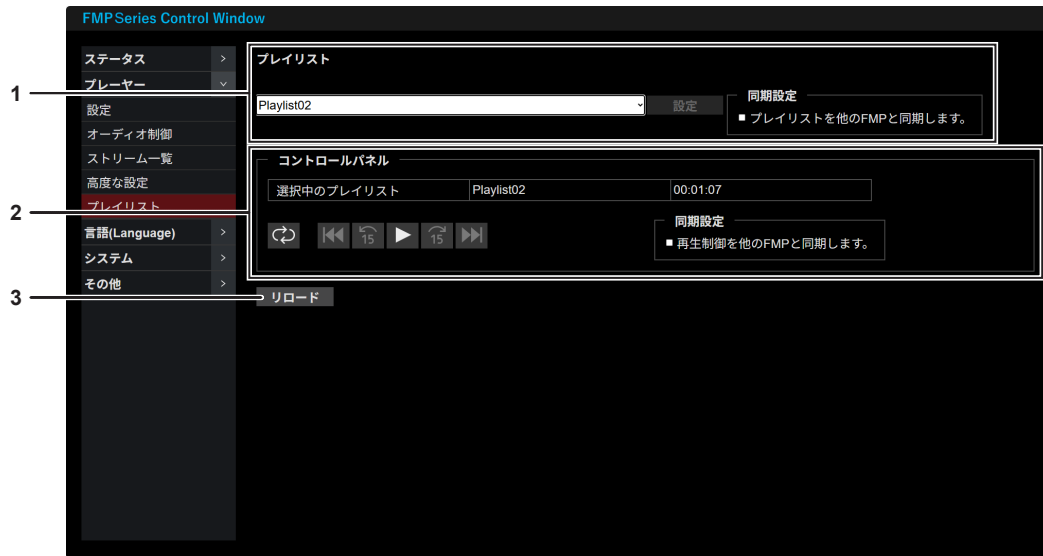 FMP Series Control Window
ステータス
プレーヤー
設定
オーディオ制御
ストリーム一覧
高度な設定
プレイリスト
言語(Language)
システム
その他
1
プレイリスト
Playlist02
設定
同期設定
プレイリストを他のFMPと同期します。
2
コントロールパネル
選択中のプレイリスト Playlist02 00:01:07
15 15
同期設定
再生制御を他のFMPと同期します。
3
リロード